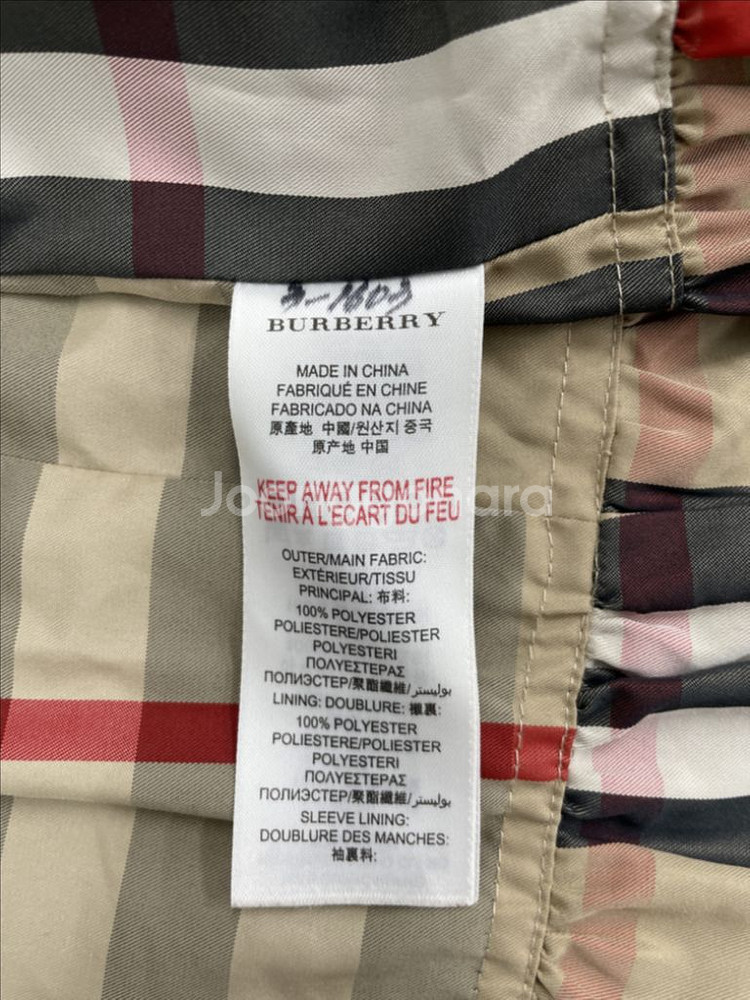 3-1603
BURBERRY
MADE IN CHINA
FABRIQUÉ EN CHINE
FABRICADO NA CHINA
原產地 中國/원산지 중국
原产地 中国
KEEP AWAY FROM FIRE
TENIR À L'ECART DU FEU
OUTER/MAIN FABRIC:
EXTÉRIEUR/TISSU
PRINCIPAL: 布料:
100% POLYESTER
POLIESTERE/POLIESTER
POLYESTERI
ΠΟΛΥΕΣΤΕΡΑΣ
ПОЛИЭСТЕР/聚酯纖維/بوليستر
LINING: DOUBLURE: 襯裏:
100% POLYESTER
POLIESTERE/POLIESTER
POLYESTERI
ΠΟΛΥΕΣΤΕΡΑΣ
ПОЛИЭСТЕР/聚酯纖維/بوليستر
SLEEVE LINING:
DOUBLURE DES MANCHES:
袖裏料: